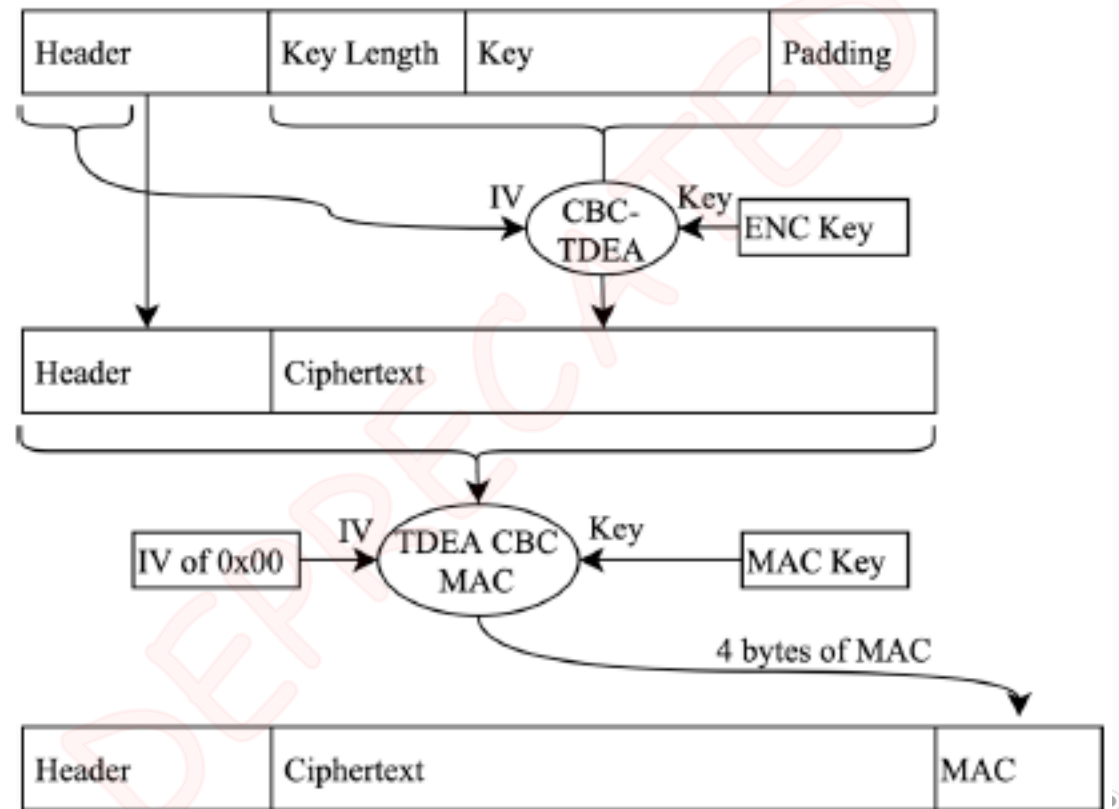 Header
Key Length
Key
Padding
IV
Key
CBC-
TDEA
ENC Key
Header
Ciphertext
IV
Key
IV of 0x00
TDEA CBC
MAC
MAC Key
4 bytes of MAC
Header
Ciphertext
MAC
DEPRECATED